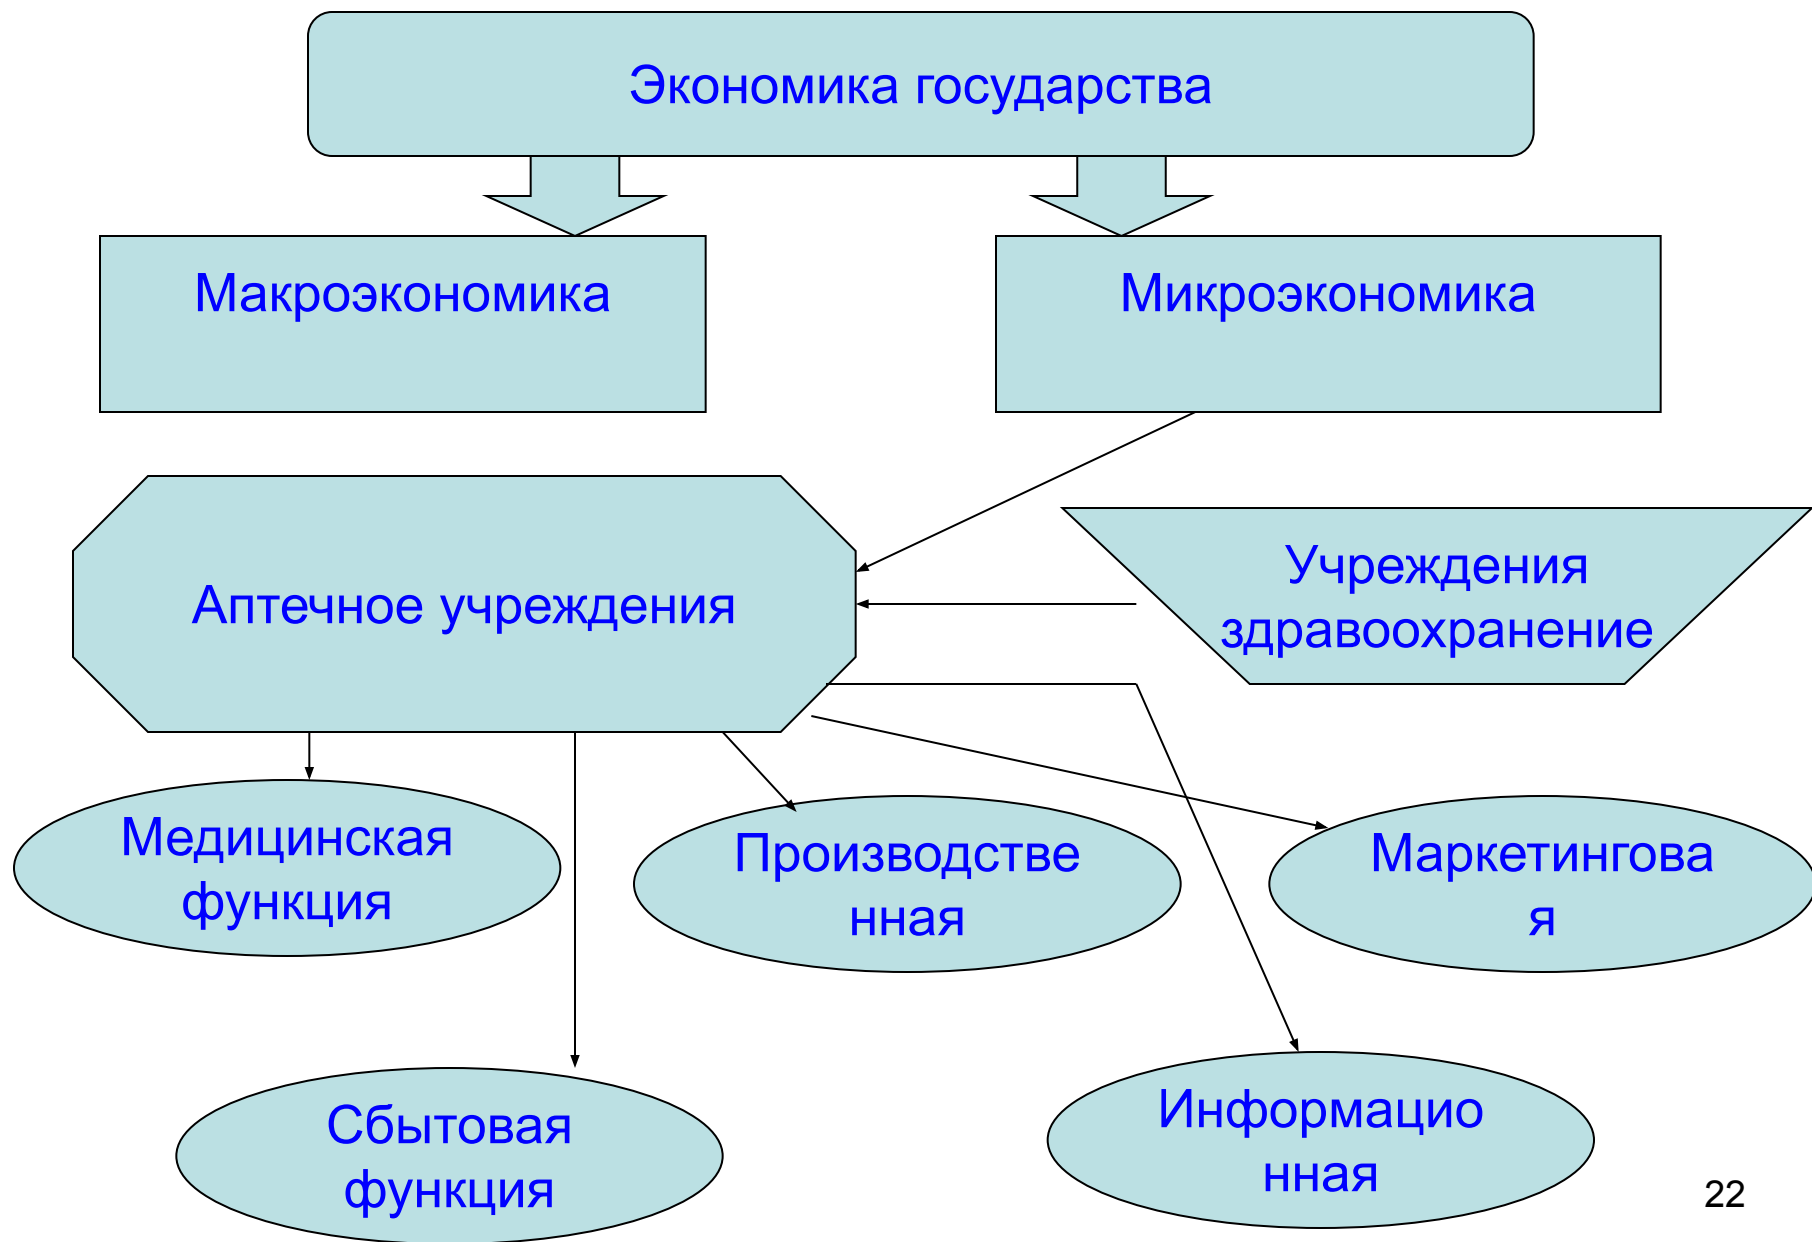 Экономика государства
Макроэкономика
Микроэкономика
Аптечное учреждения
Учреждения
здравоохранение
Медицинская
функция
Производстве
нная
Маркетингова
я
Сбытовая
функция
Информацио
нная
22